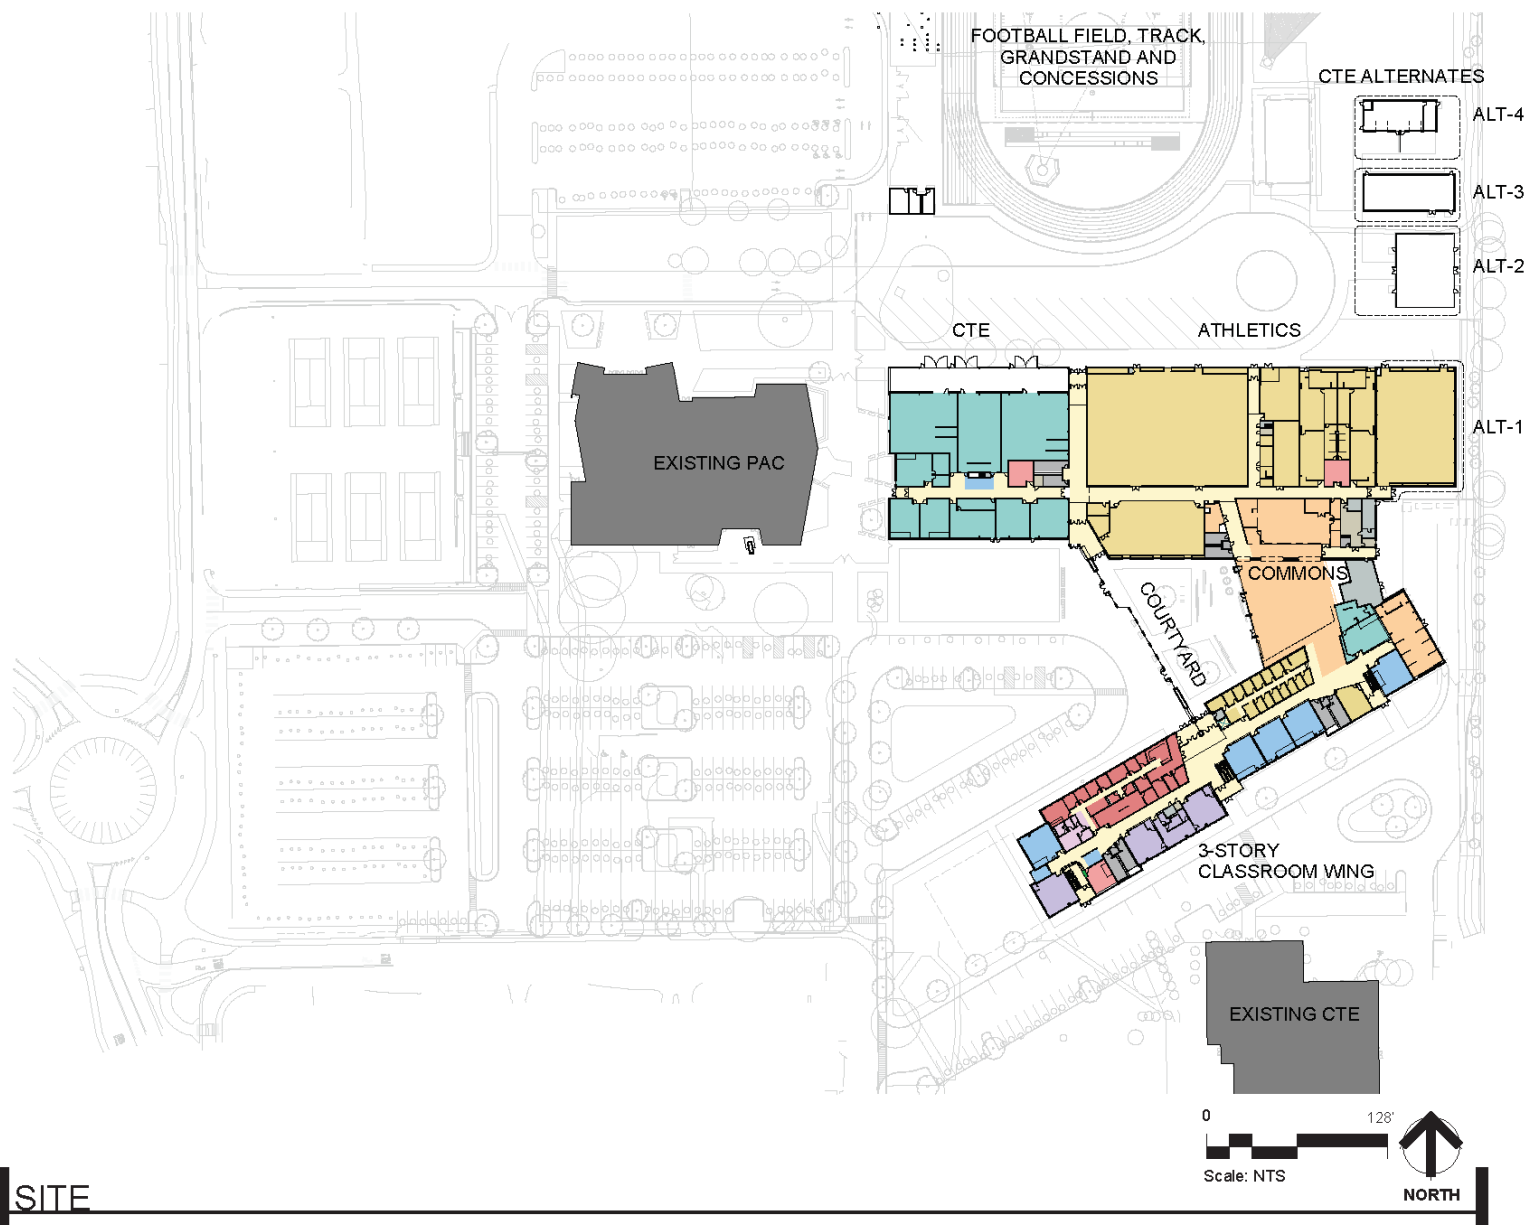 FOOTBALL FIELD, TRACK,
GRANDSTAND AND
CONCESSIONS
CTE ALTERNATES
ALT-4
ALT-3
ALT-2
CTE
ATHLETICS
ALT-1
EXISTING PAC
COMMONS
COURTYARD
3-STORY
CLASSROOM WING
EXISTING CTE
0 128'
Scale: NTS
NORTH
SITE